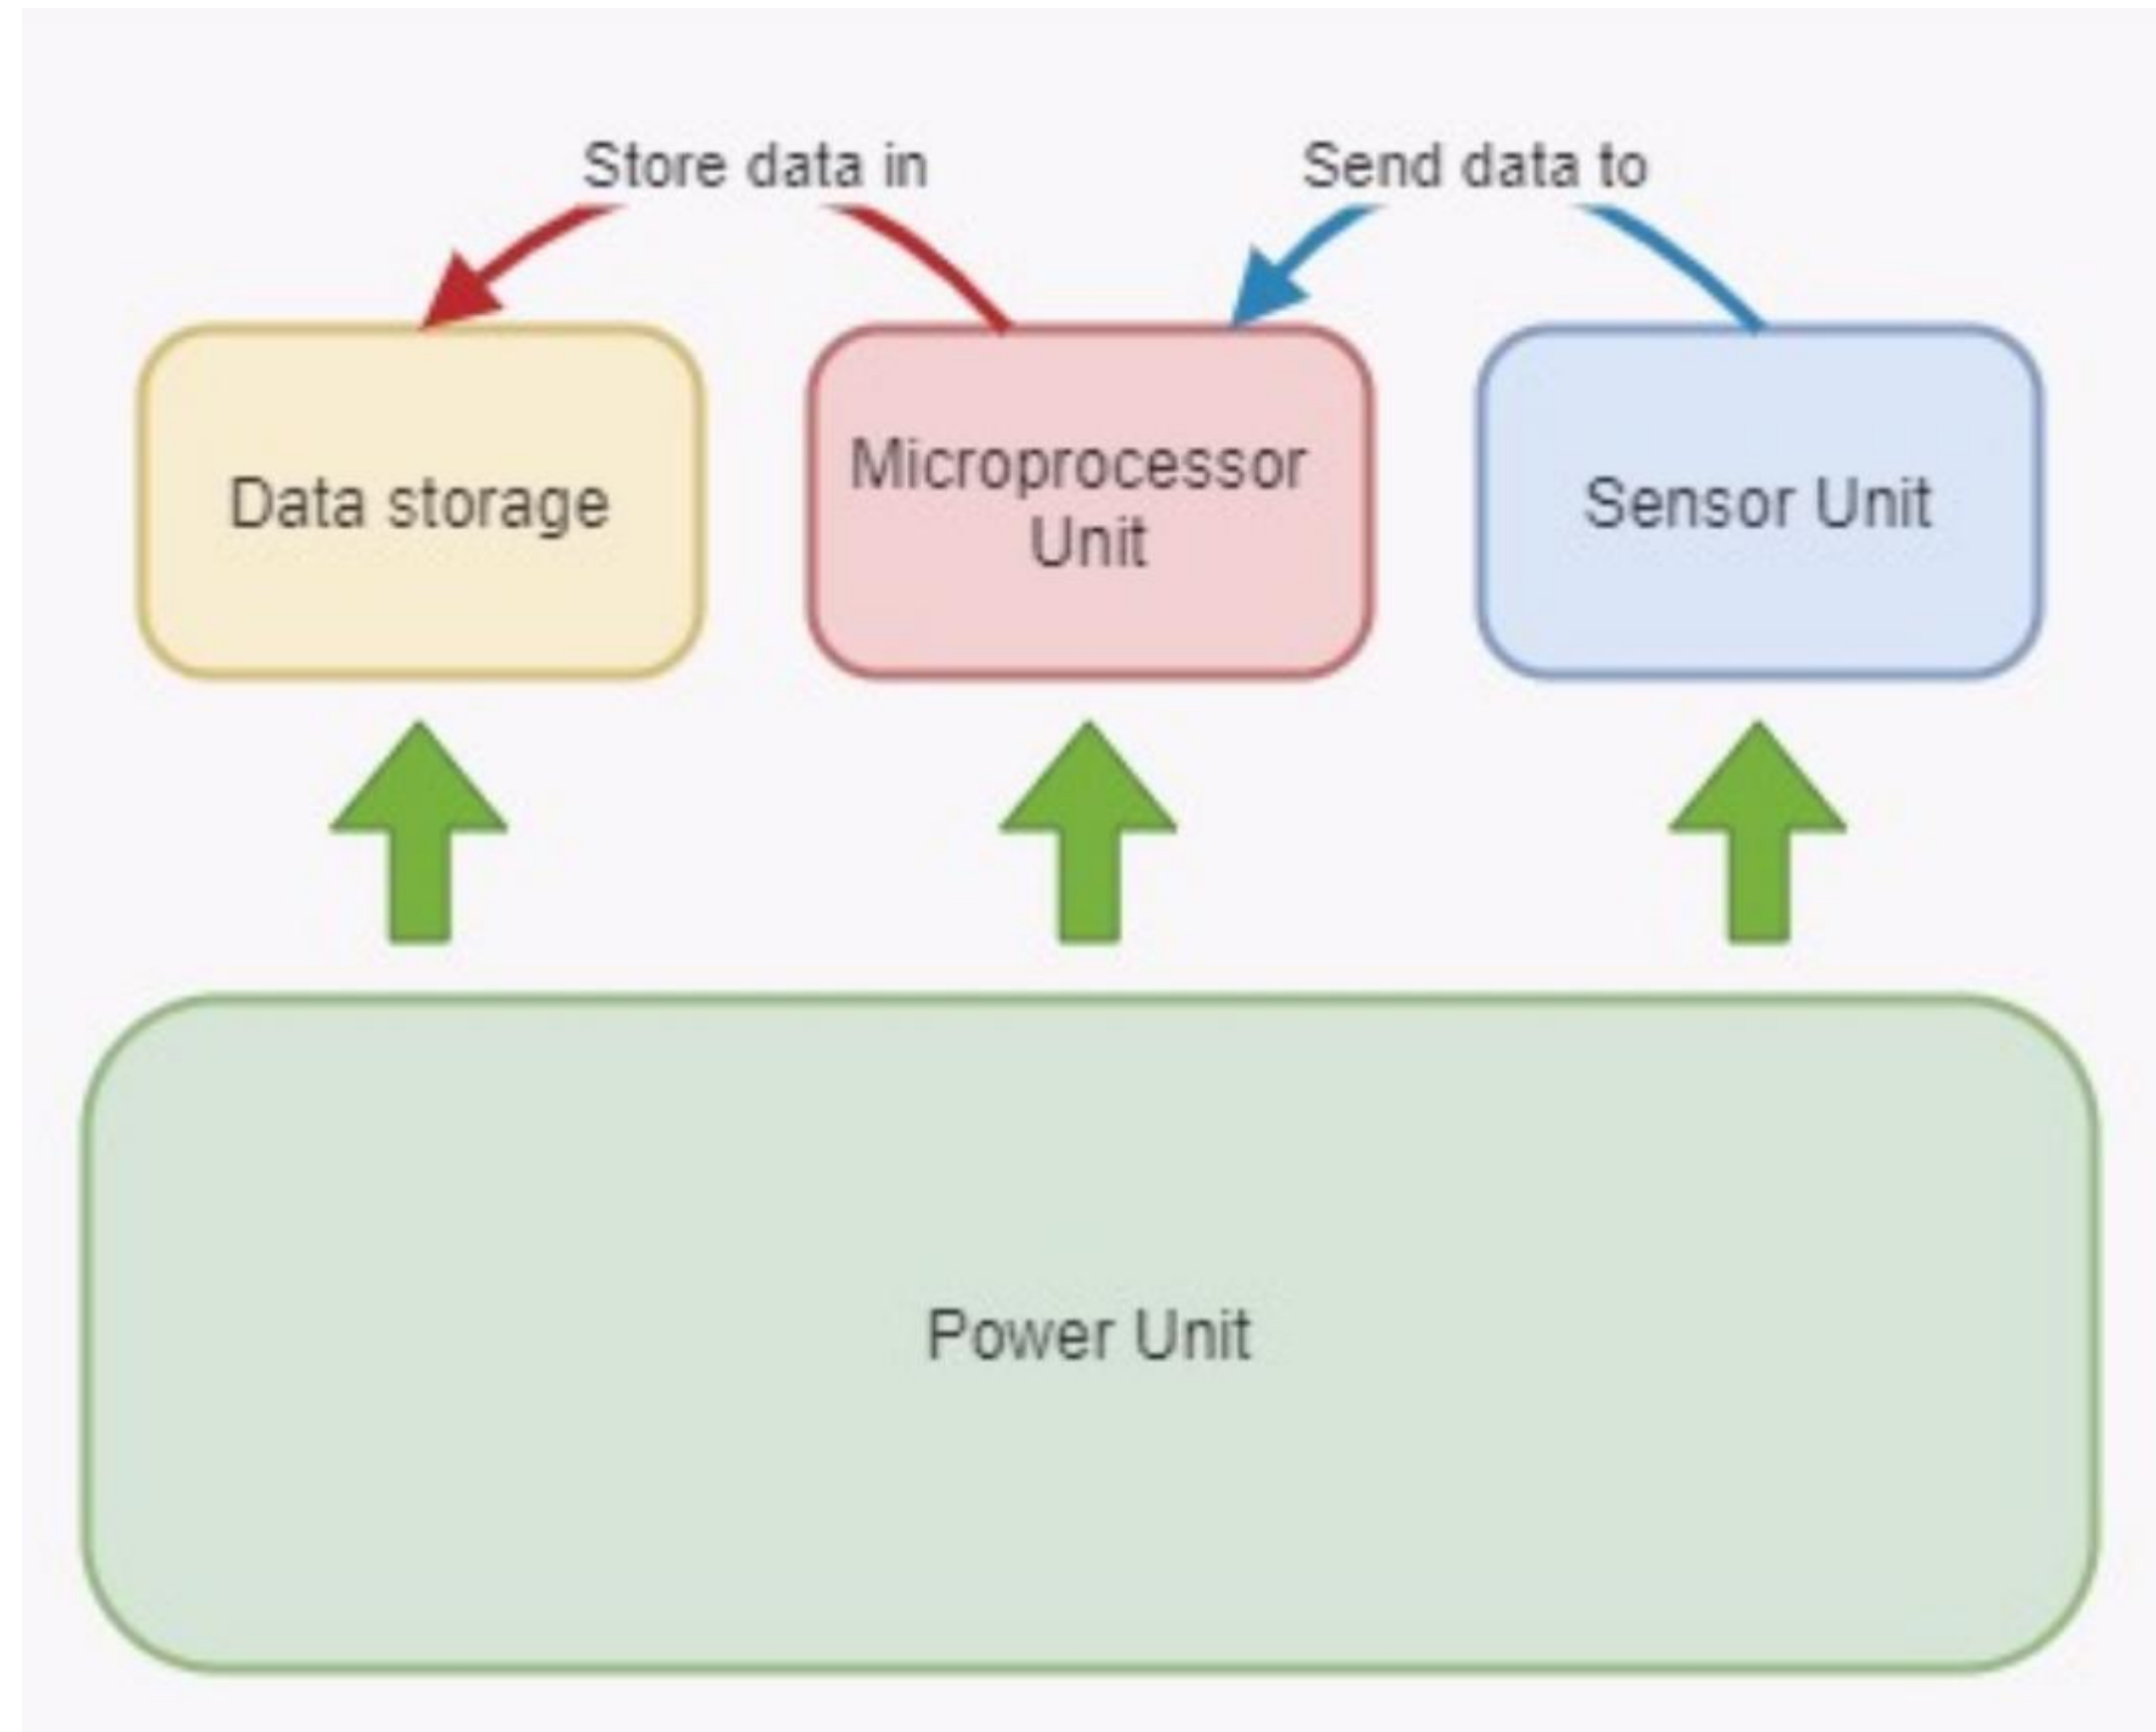 Store data in
Send data to
Data storage
Microprocessor
Unit
Sensor Unit
Power Unit